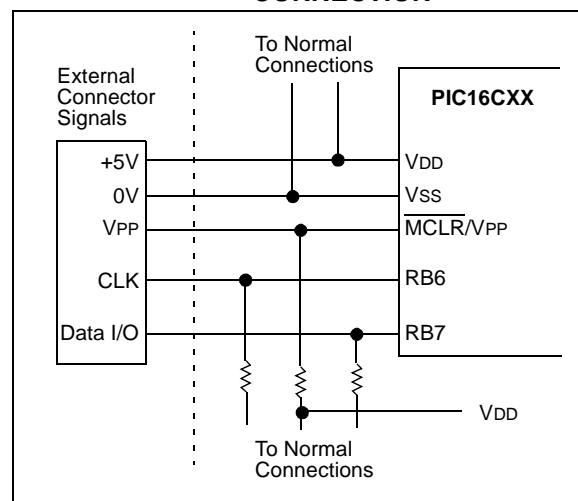 To Normal
Connections
External
Connector
Signals
PIC16CXX
+5V
VDD
0V
VSS
VPP
MCLR/VPP
CLK
RB6
Data I/O
RB7
VDD
To Normal
Connections